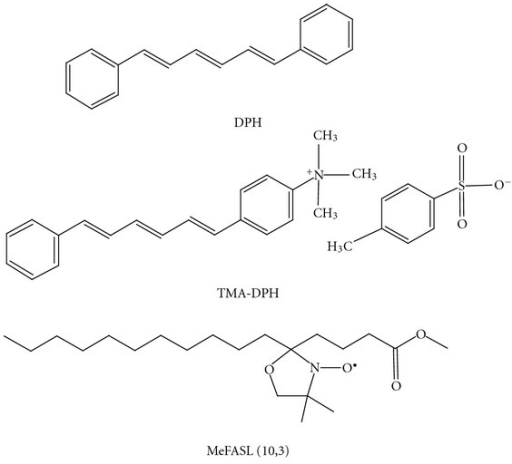 DPH
CH₃
⁺N
CH₃
CH₃
O
S
O⁻
O
H₃C
TMA-DPH
O
O
N
O•
O
MeFASL (10,3)